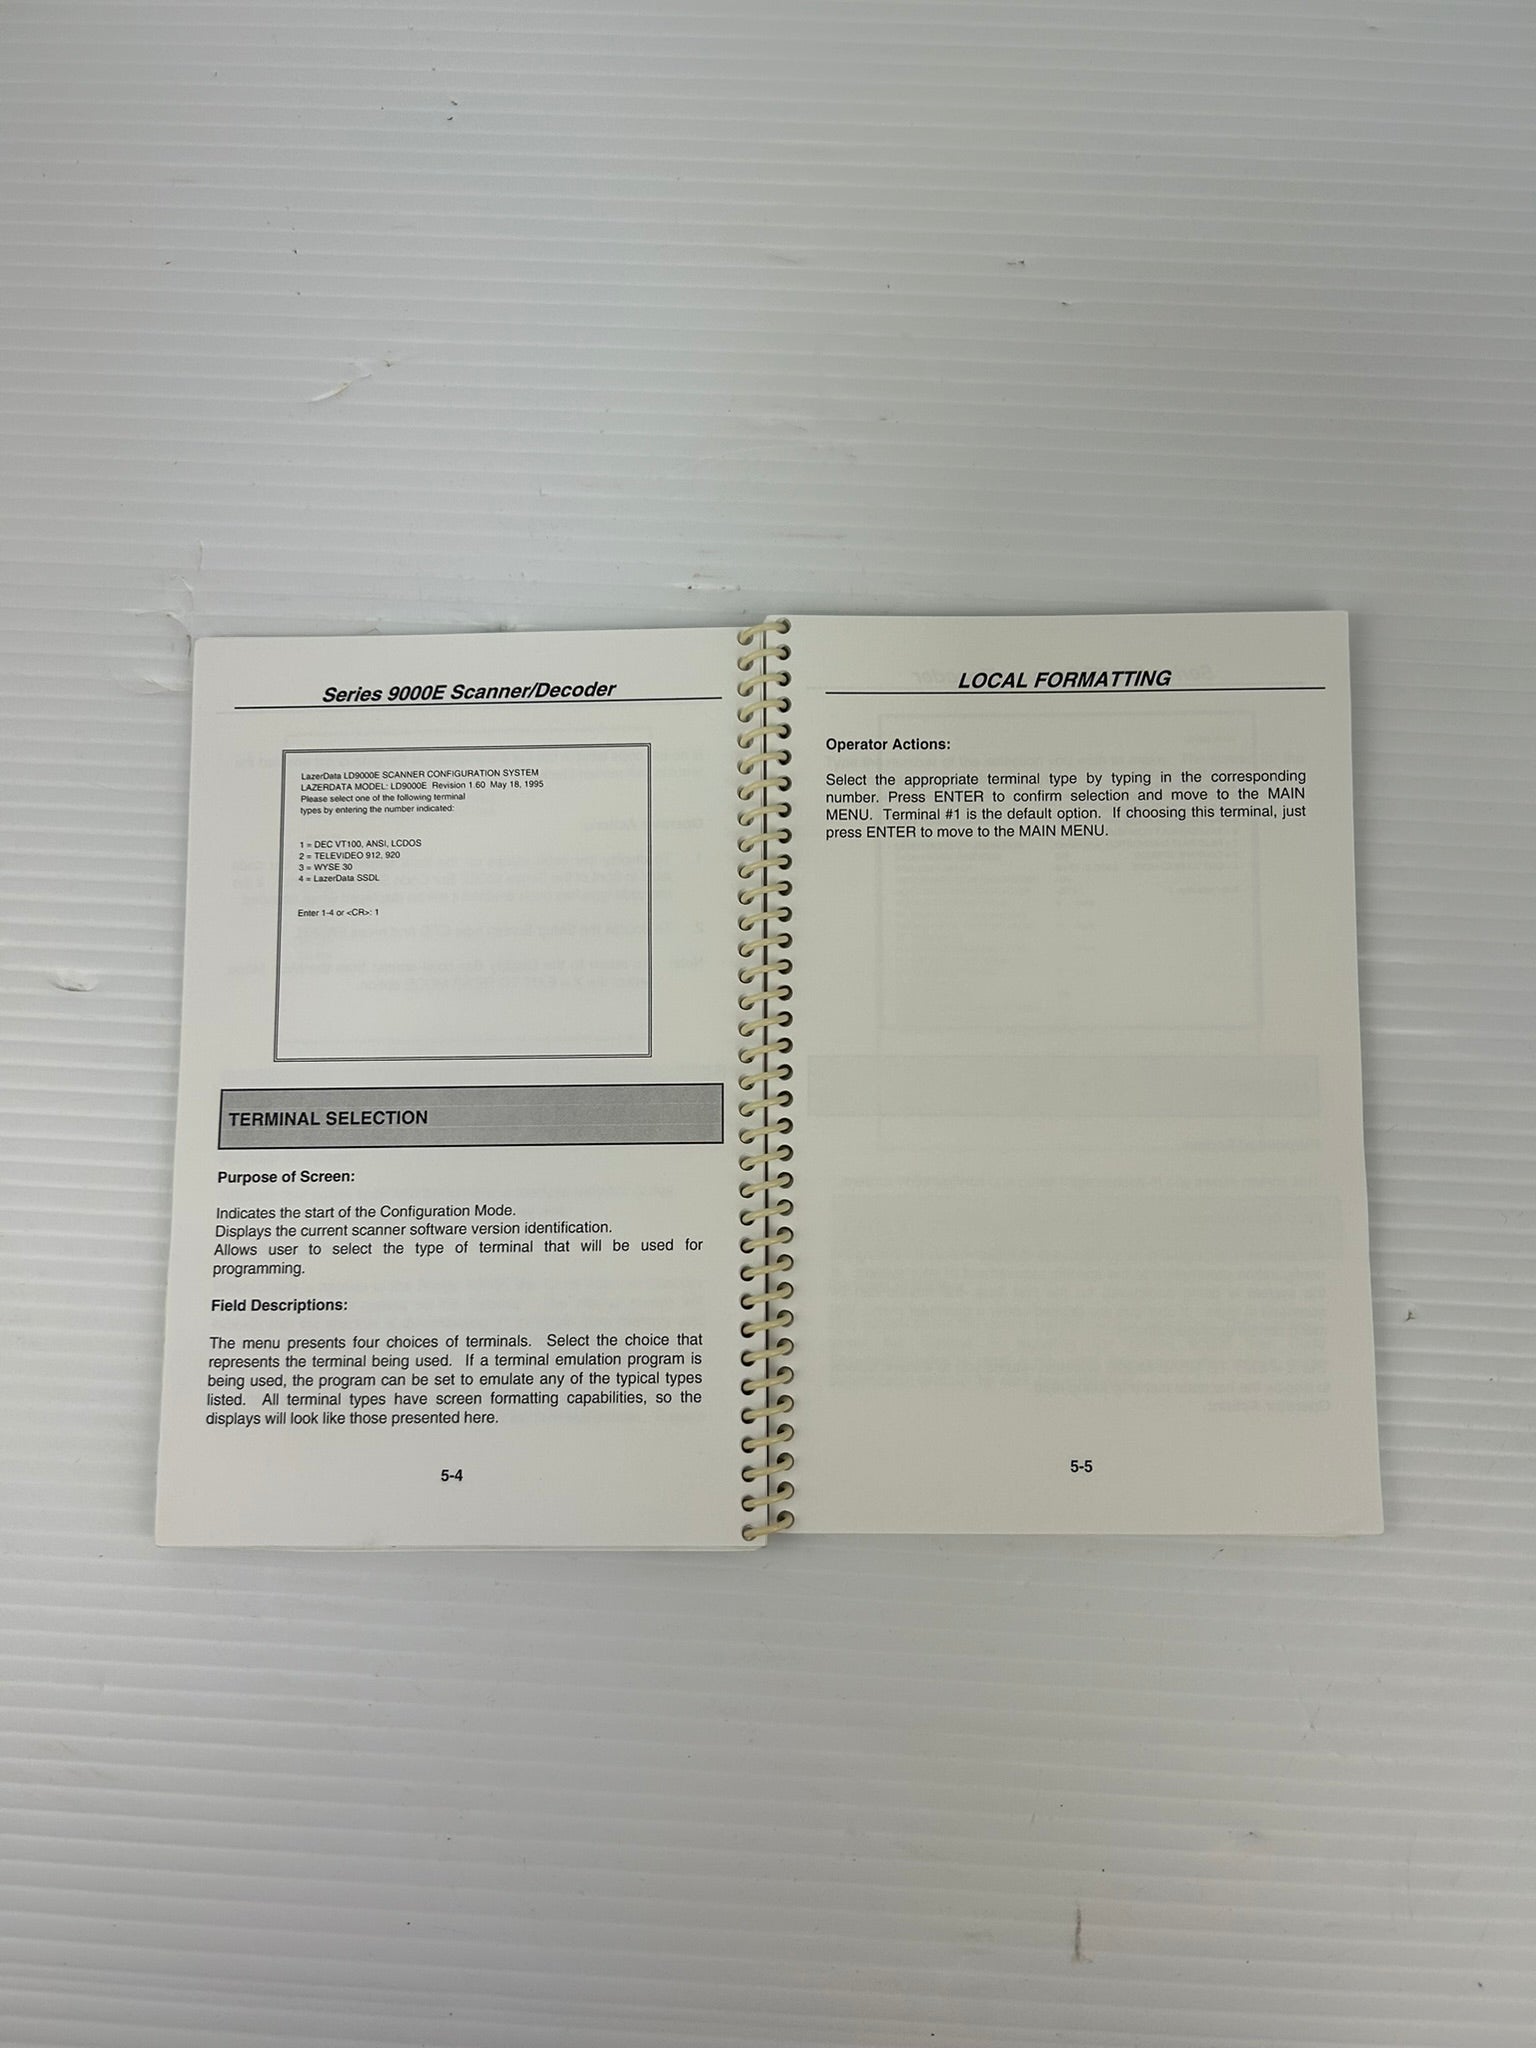 Series 9000E Scanner/Decoder
LazerData LD9000E SCANNER CONFIGURATION SYSTEM
LAZERDATA MODEL: LD9000E Revision 1.60 May 18, 1995
Please select one of the following terminal
types by entering the number indicated:
1 = DEC VT100, ANSI, LCDOS
2 = TELEVIDEO 912, 920
3 = WYSE 30
4 = LazerData SSDL
Enter 1-4 or <CR>: 1
TERMINAL SELECTION
Purpose of Screen:
Indicates the start of the Configuration Mode.
Displays the current scanner software version identification.
Allows user to select the type of terminal that will be used for
programming.
Field Descriptions:
The menu presents four choices of terminals. Select the choice that
represents the terminal being used. If a terminal emulation program is
being used, the program can be set to emulate any of the typical types
listed. All terminal types have screen formatting capabilities, so the
displays will look like those presented here.
5-4
LOCAL FORMATTING
Operator Actions:
Select the appropriate terminal type by typing in the corresponding
number. Press ENTER to confirm selection and move to the MAIN
MENU. Terminal #1 is the default option. If choosing this terminal, just
press ENTER to move to the MAIN MENU.
5-5